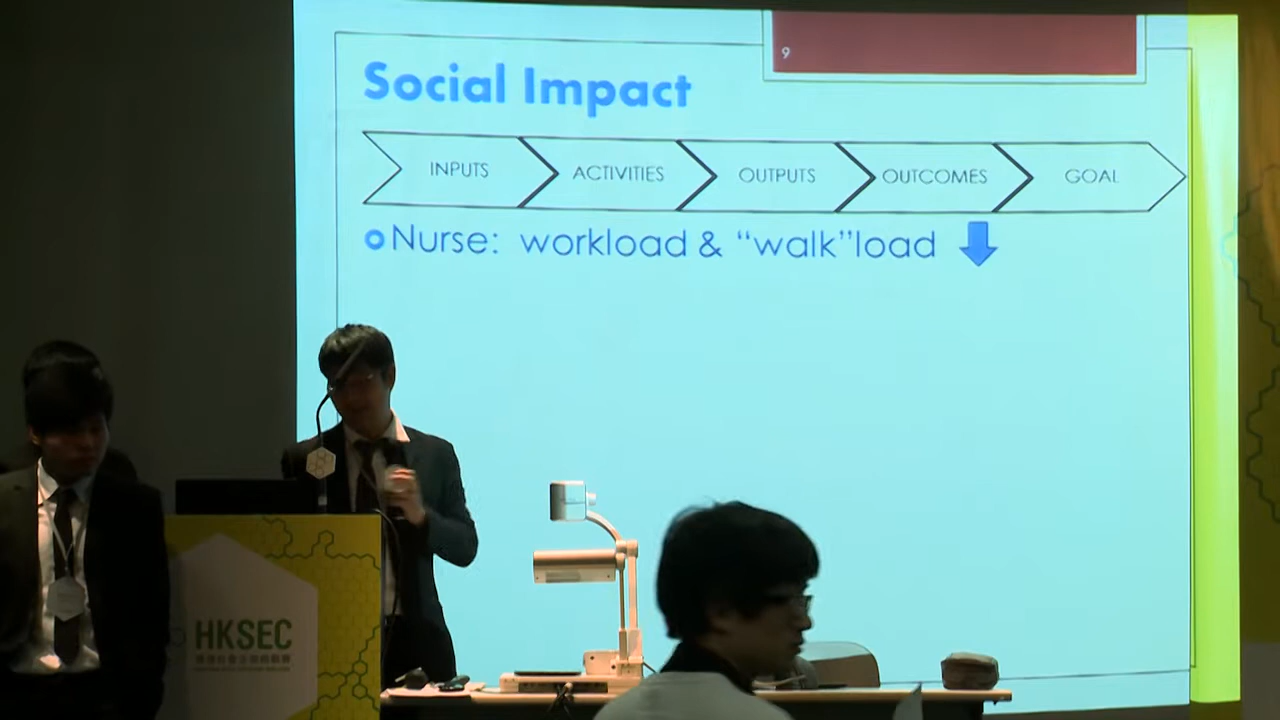 9
Social Impact
INPUTS ACTIVITIES OUTPUTS OUTCOMES GOAL
Nurse: workload & “walk”load
HKSEC